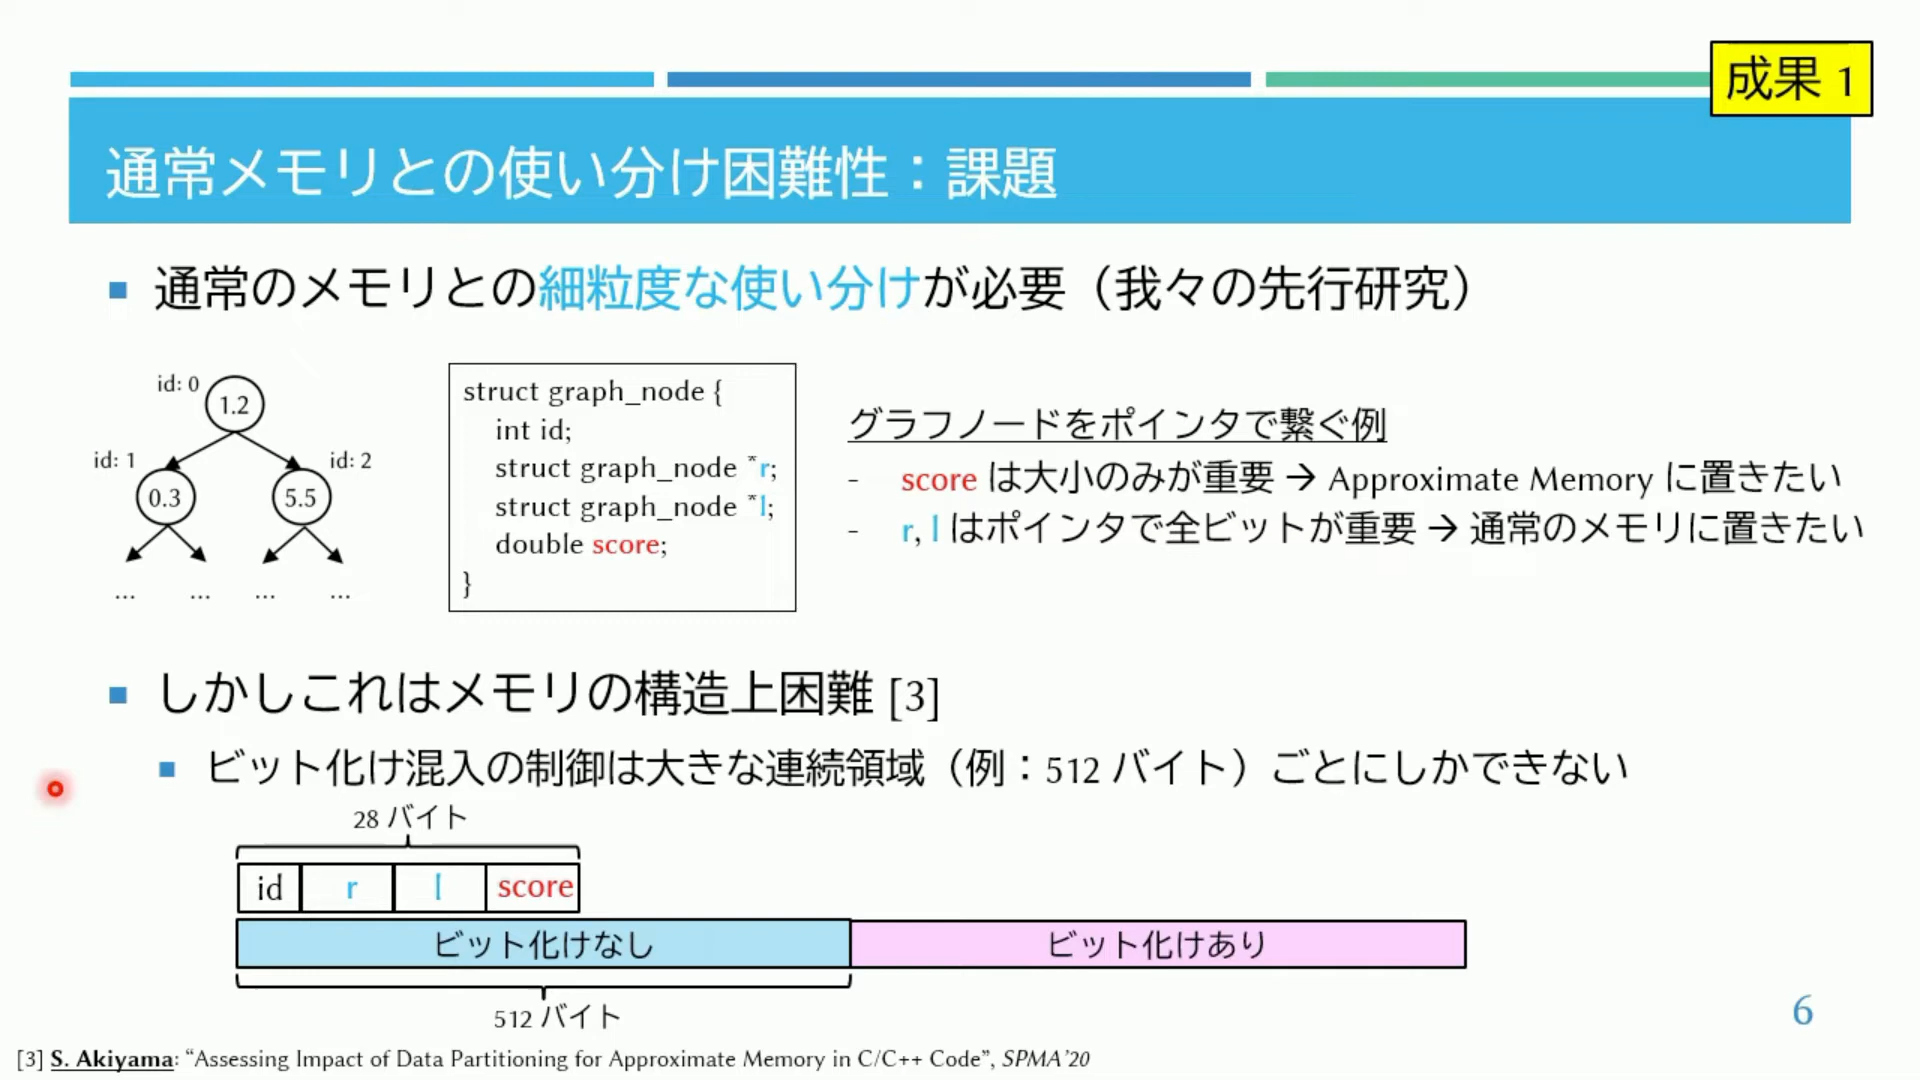 成果 1
通常メモリとの使い分け困難性：課題
通常のメモリとの細粒度な使い分けが必要（我々の先行研究）
id: 0
1.2
id: 1
id: 2
0.3
5.5
... ... ... ...
struct graph_node {
int id;
struct graph_node *r;
struct graph_node *l;
double score;
}
グラフノードをポインタで繋ぐ例
- score は大小のみが重要 → Approximate Memory に置きたい
- r, l はポインタで全ビットが重要 → 通常のメモリに置きたい
しかしこれはメモリの構造上困難 [3]
ビット化け混入の制御は大きな連続領域（例：512 バイト）ごとにしかできない
28 バイト
id r l score
ビット化けなし ビット化けあり
512 バイト
6
[3] S. Akiyama: “Assessing Impact of Data Partitioning for Approximate Memory in C/C++ Code”, SPMA’20